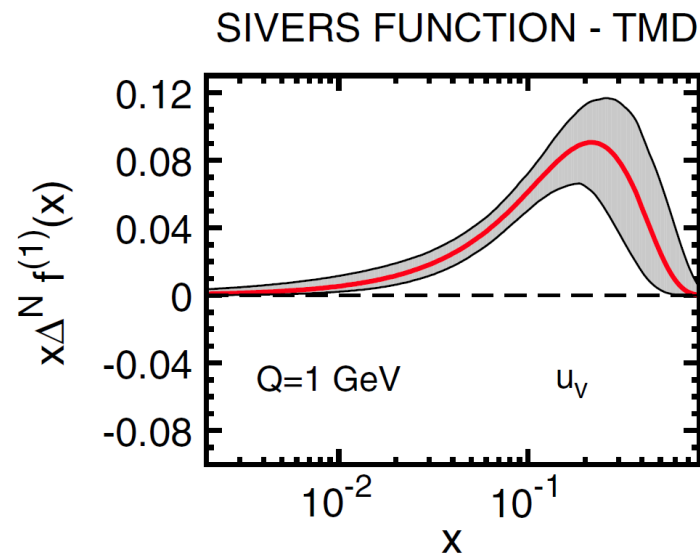 SIVERS FUNCTION - TMD
x∆ᴺ f⁽¹⁾(x)
0.12
0.08
0.04
0
-0.04
-0.08
Q=1 GeV
uᵥ
10⁻²
10⁻¹
x